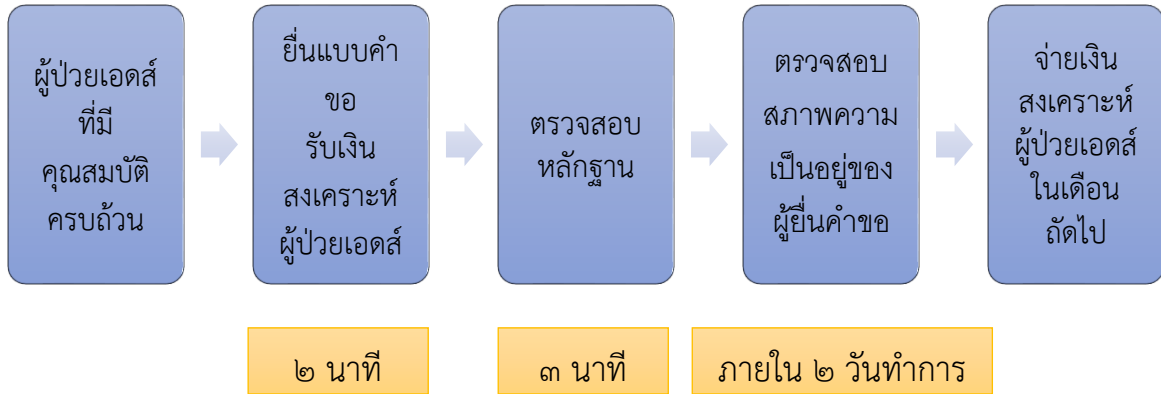 ผู้ป่วยเอดส์
ที่มี
คุณสมบัติ
ครบถ้วน
ยื่นแบบคำ
ขอ
รับเงิน
สงเคราะห์
ผู้ป่วยเอดส์
ตรวจสอบ
หลักฐาน
ตรวจสอบ
สภาพความ
เป็นอยู่ของ
ผู้ยื่นคำขอ
จ่ายเงิน
สงเคราะห์
ผู้ป่วยเอดส์
ในเดือน
ถัดไป
๒ นาที
๓ นาที
ภายใน ๒ วันทำการ